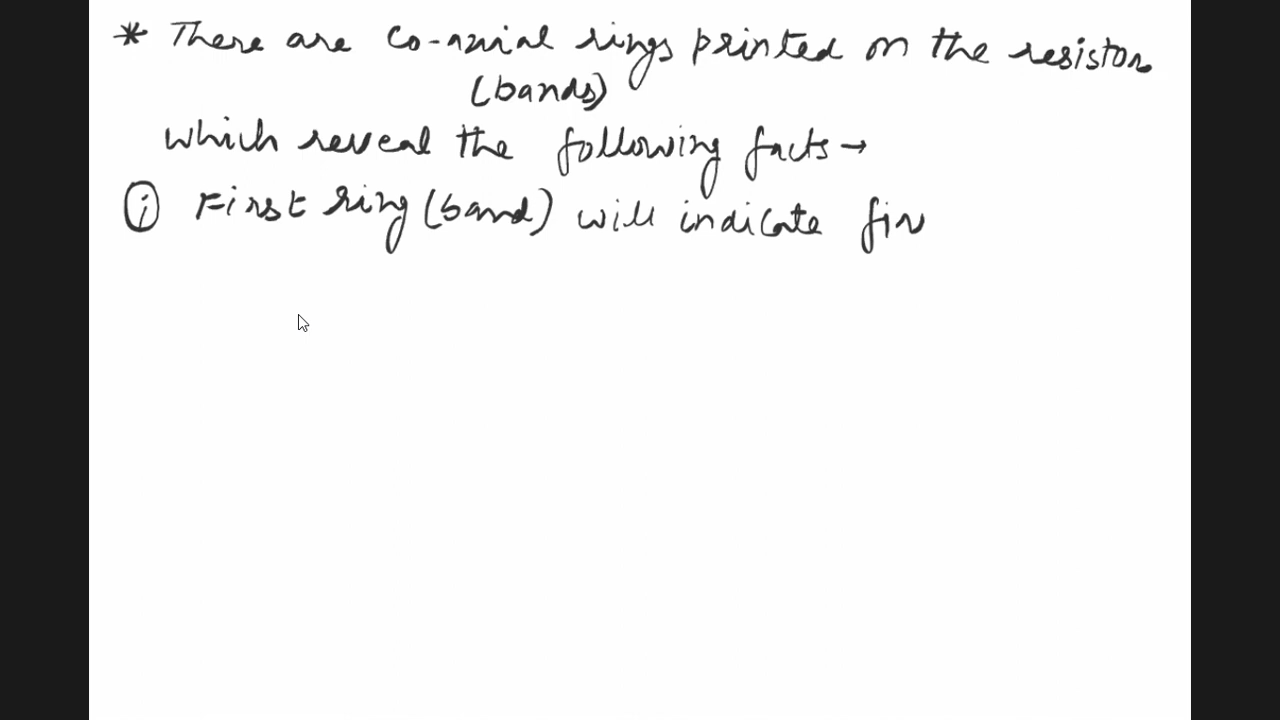 * There are co-axial rings printed on the resistor
(bands)
which reveal the following facts →
(i) First ring (band) will indicate fir